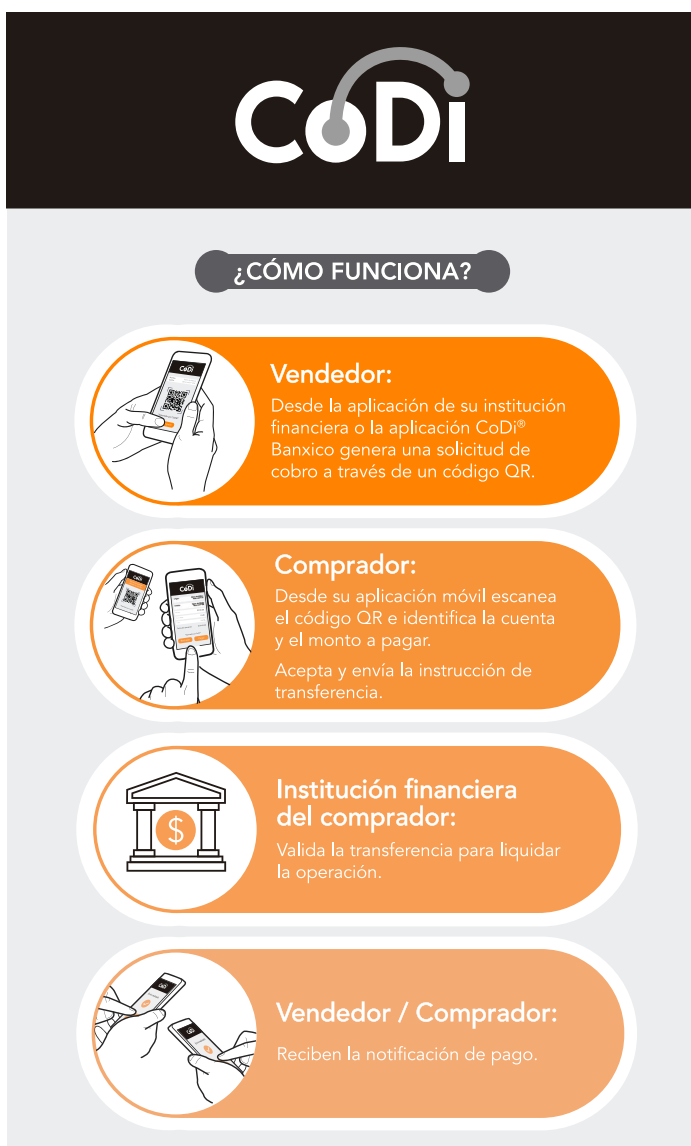 CoDi
¿CÓMO FUNCIONA?
Vendedor:
Desde la aplicación de su institución
financiera o la aplicación CoDi®
Banxico genera una solicitud de
cobro a través de un código QR.
CoDi
Comprador:
Desde su aplicación móvil escanea
el código QR e identifica la cuenta
y el monto a pagar.
Acepta y envía la instrucción de
transferencia.
CoDi
CoDi
Institución financiera
del comprador:
Valida la transferencia para liquidar
la operación.
$
Vendedor / Comprador:
Reciben la notificación de pago.